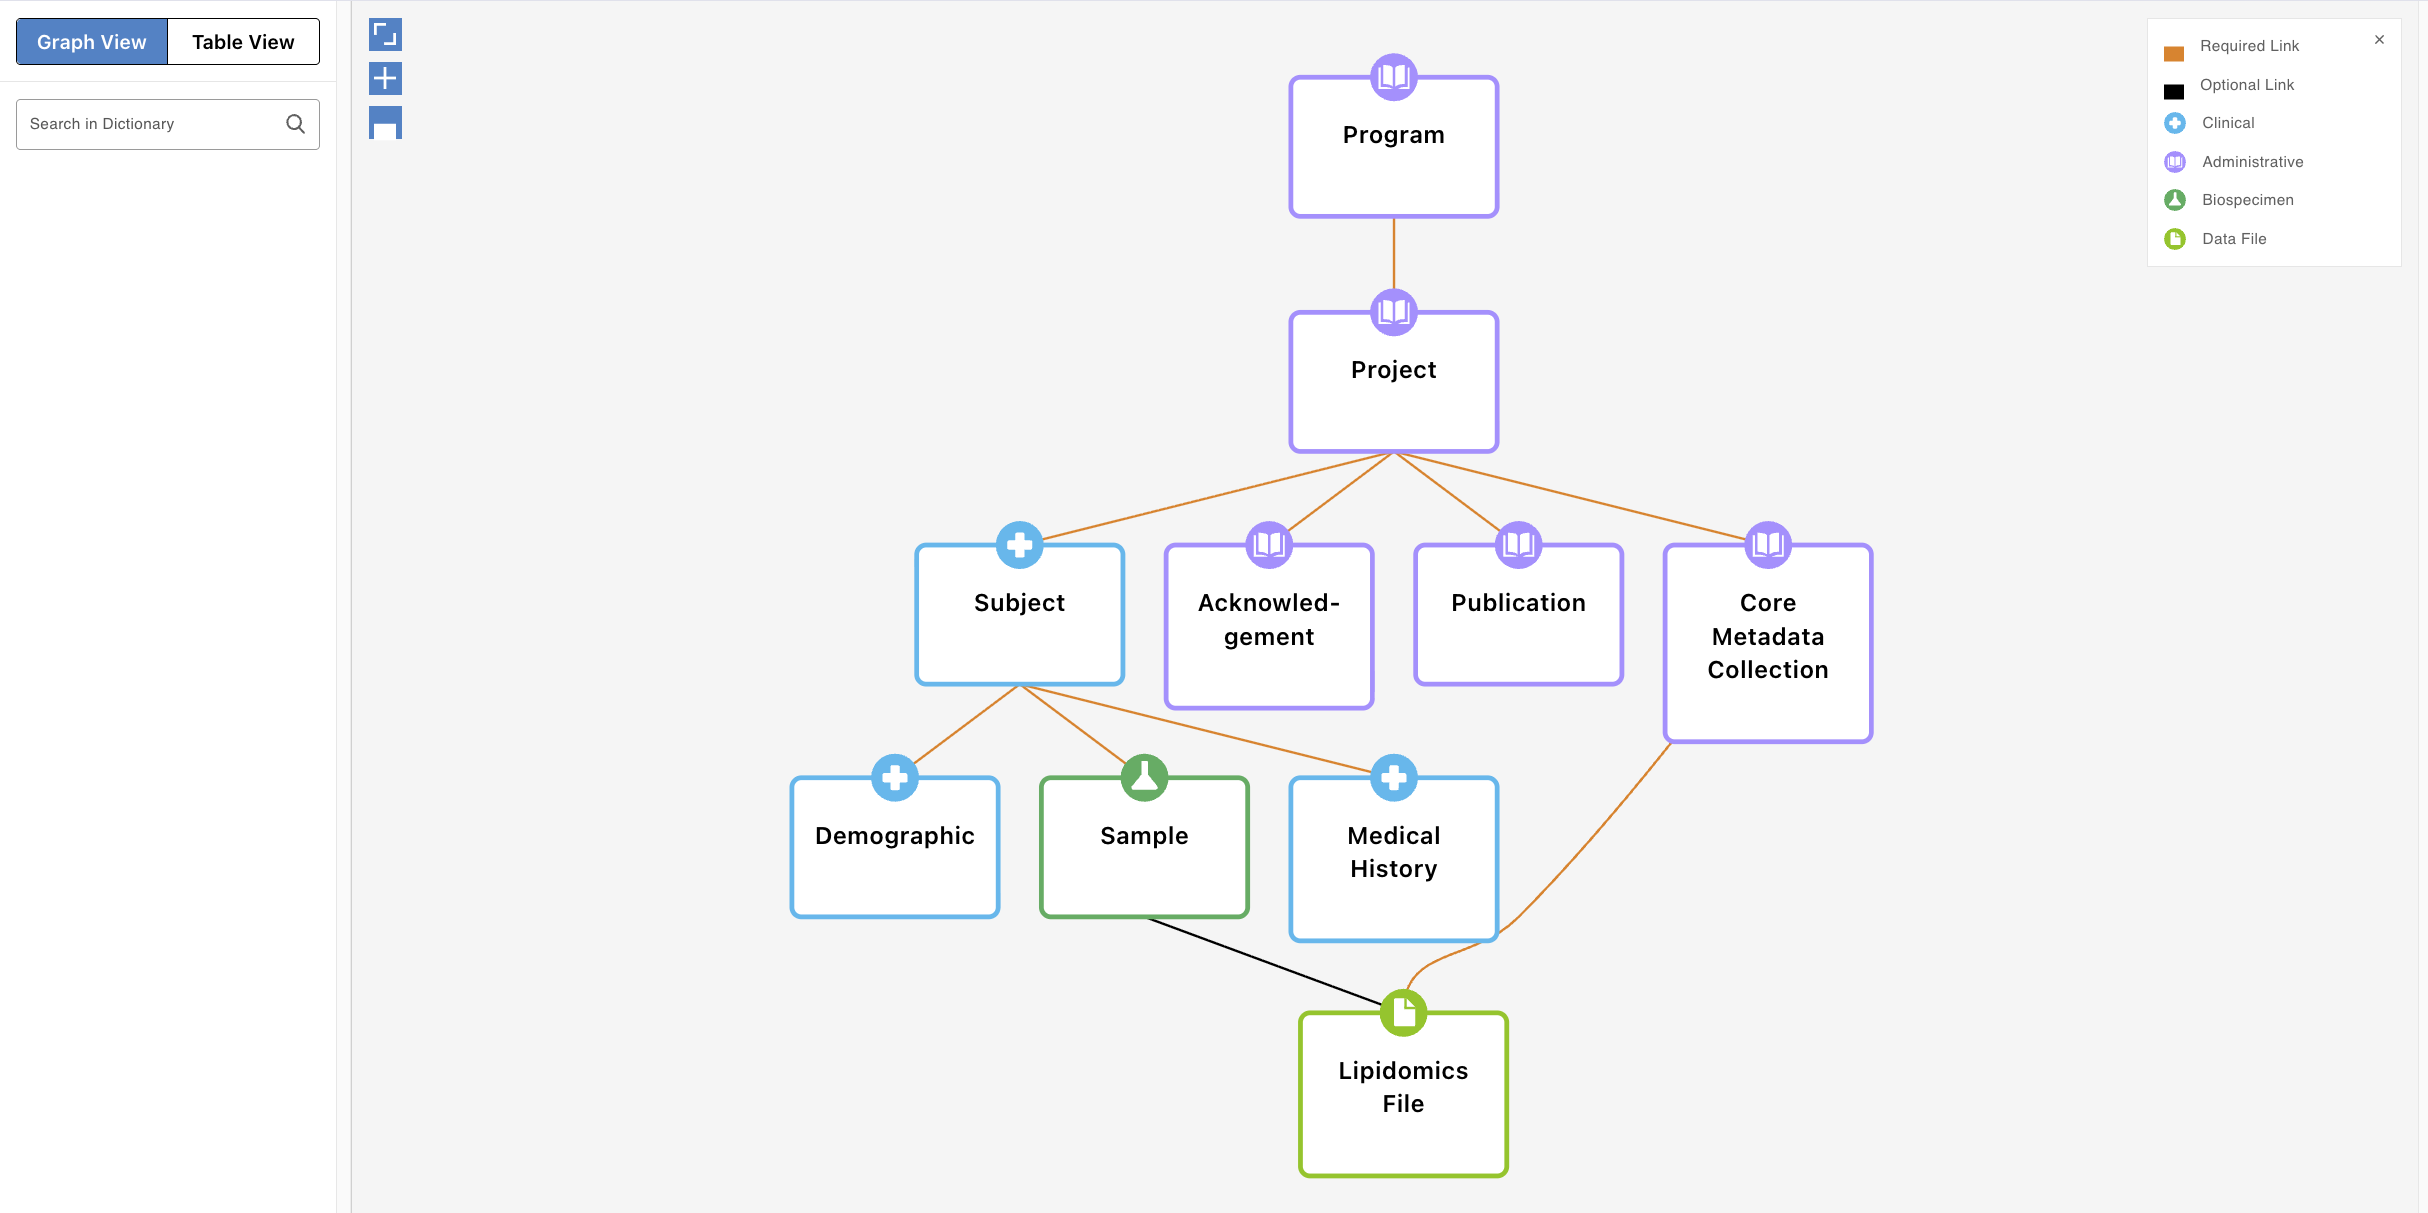 Graph View
Table View
Search in Dictionary
Required Link
Optional Link
Clinical
Administrative
Biospecimen
Data File
Program
Project
Subject
Acknowled-
gement
Publication
Core
Metadata
Collection
Demographic
Sample
Medical
History
Lipidomics
File